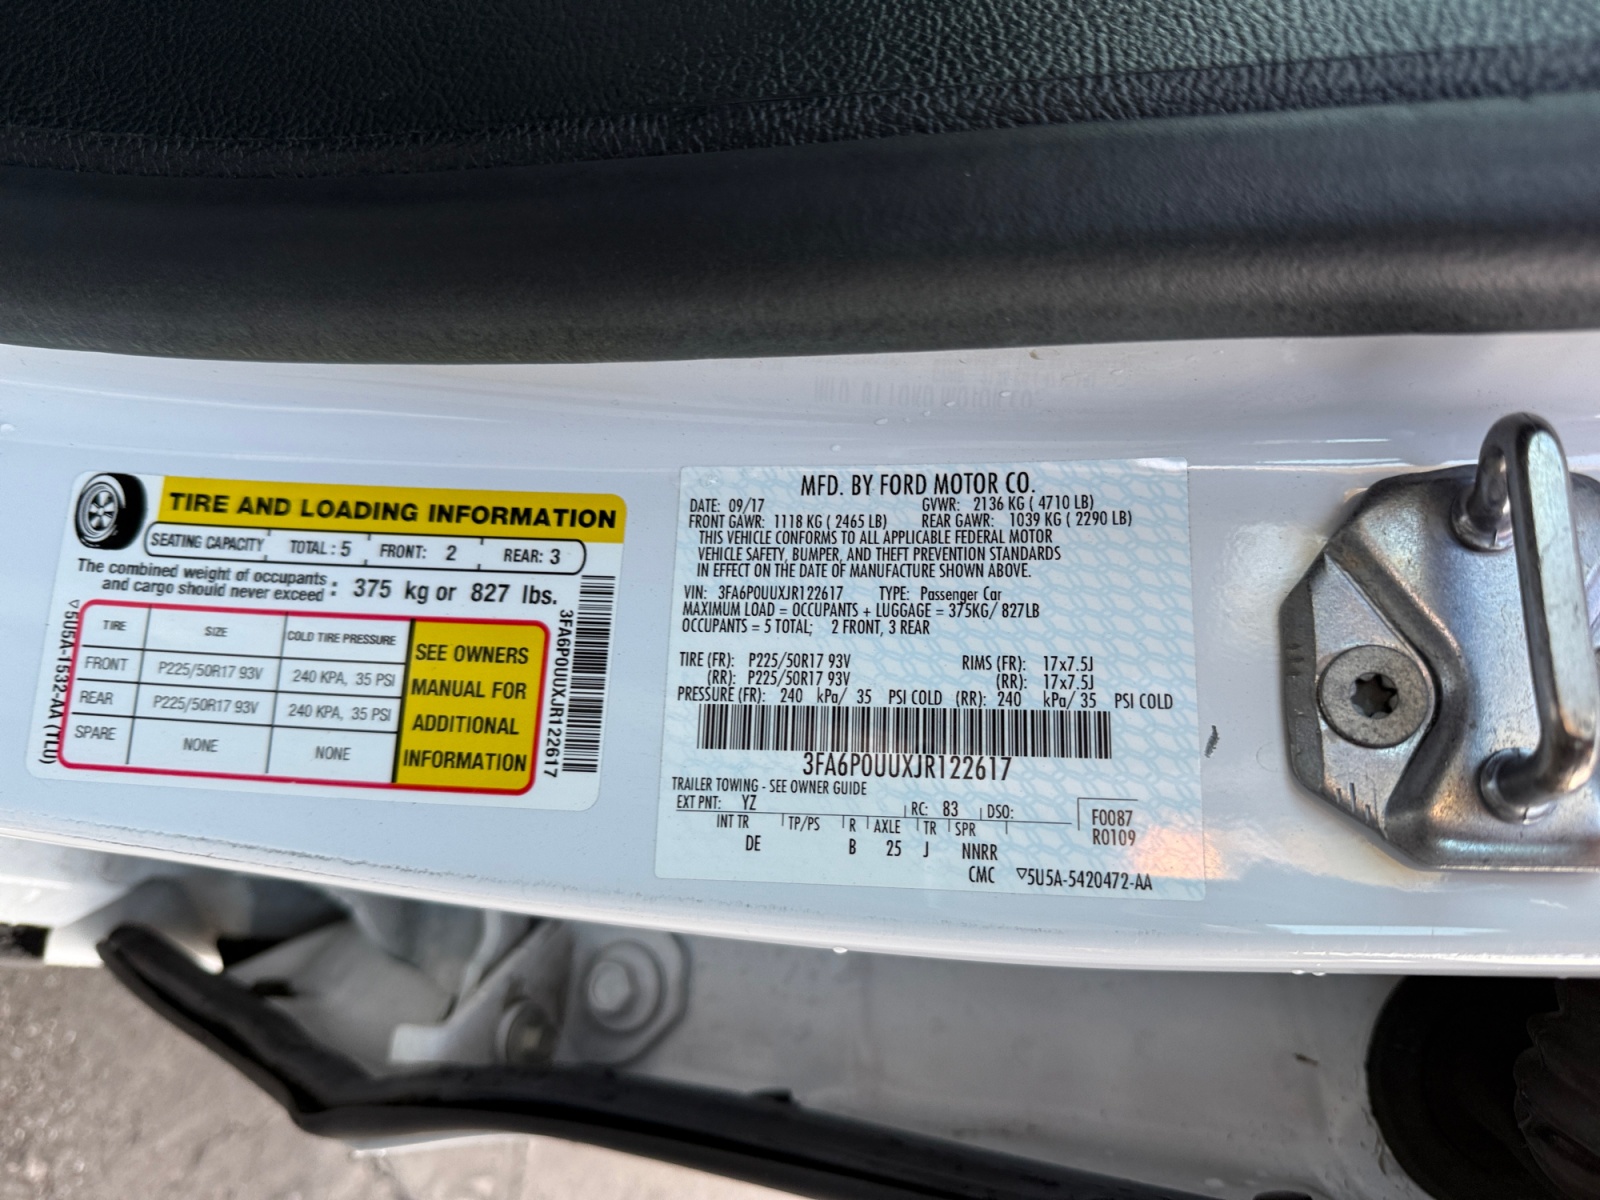 TIRE AND LOADING INFORMATION
SEATING CAPACITY TOTAL : 5 FRONT: 2 REAR: 3
The combined weight of occupants
and cargo should never exceed : 375 kg or 827 lbs.
TIRE SIZE COLD TIRE PRESSURE
FRONT P225/50R17 93V 240 KPA, 35 PSI
REAR P225/50R17 93V 240 KPA, 35 PSI
SPARE NONE NONE
SEE OWNERS
MANUAL FOR
ADDITIONAL
INFORMATION
5U5A-1532-AA (TLU)
3FA6P0UUXJR122617
MFD. BY FORD MOTOR CO.
DATE: 09/17 GVWR: 2136 KG ( 4710 LB)
FRONT GAWR: 1118 KG ( 2465 LB) REAR GAWR: 1039 KG ( 2290 LB)
THIS VEHICLE CONFORMS TO ALL APPLICABLE FEDERAL MOTOR
VEHICLE SAFETY, BUMPER, AND THEFT PREVENTION STANDARDS
IN EFFECT ON THE DATE OF MANUFACTURE SHOWN ABOVE.
VIN: 3FA6P0UUXJR122617 TYPE: Passenger Car
MAXIMUM LOAD = OCCUPANTS + LUGGAGE = 375KG/ 827LB
OCCUPANTS = 5 TOTAL; 2 FRONT, 3 REAR
TIRE (FR): P225/50R17 93V RIMS (FR): 17x7.5J
(RR): P225/50R17 93V (RR): 17x7.5J
PRESSURE (FR): 240 kPa/ 35 PSI COLD (RR): 240 kPa/ 35 PSI COLD
3FA6P0UUXJR122617
TRAILER TOWING - SEE OWNER GUIDE
EXT PNT: YZ RC: 83 DSO: F0087
INT TR TP/PS R AXLE TR SPR R0109
DE B 25 J NNRR
CMC 5U5A-5420472-AA